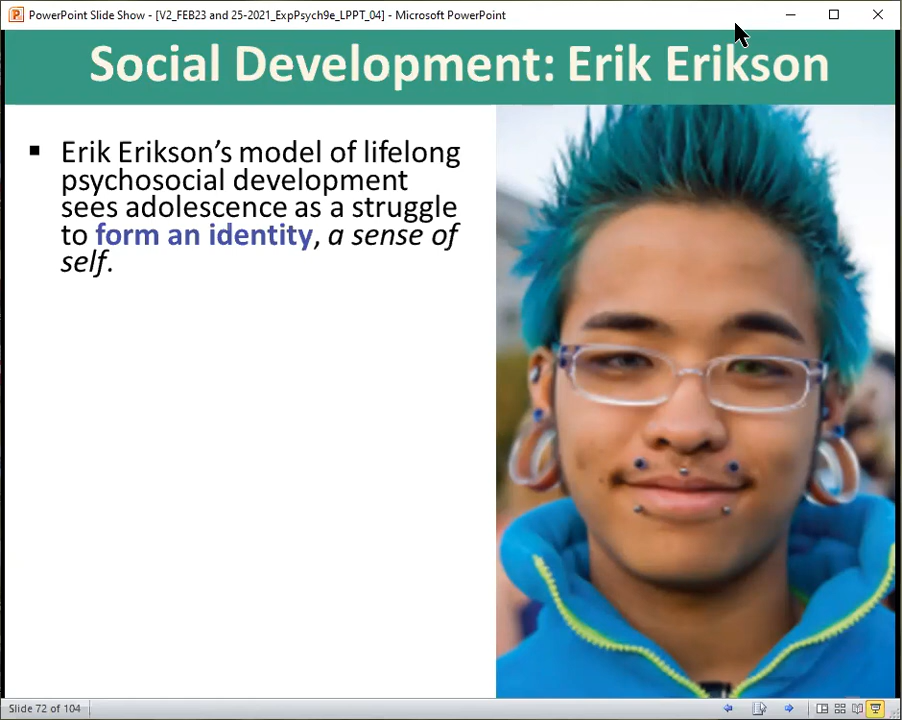 PowerPoint Slide Show - [V2_FEB23 and 25-2021_ExpPsych9e_LPPT_04] - Microsoft PowerPoint
Social Development: Erik Erikson
▪ Erik Erikson’s model of lifelong
psychosocial development
sees adolescence as a struggle
to form an identity, a sense of
self.
Slide 72 of 104